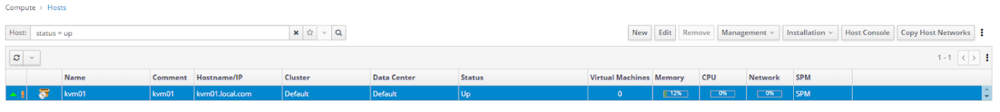 Compute > Hosts
Host: status = up
New Edit Remove Management Installation Host Console Copy Host Networks
1 - 1
Name Comment Hostname/IP Cluster Data Center Status Virtual Machines Memory CPU Network SPM
kvm01 kvm01 kvm01.local.com Default Default Up 0 12% 0% 0% SPM